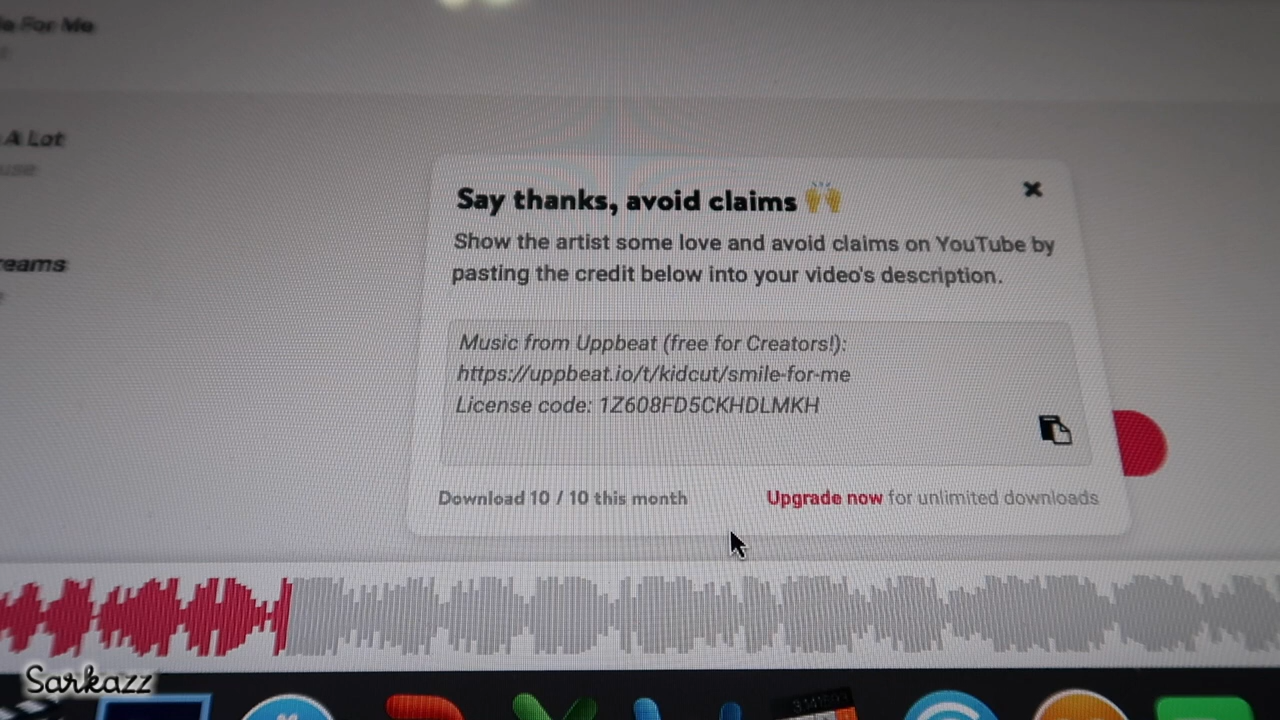 For Me
A Lot
Say thanks, avoid claims 🙌
Show the artist some love and avoid claims on YouTube by
pasting the credit below into your video's description.
Music from Uppbeat (free for Creators!):
https://uppbeat.io/t/kidcut/smile-for-me
License code: 1Z608FD5CKHDLMKH
Download 10 / 10 this month
Upgrade now for unlimited downloads
Sarkazz